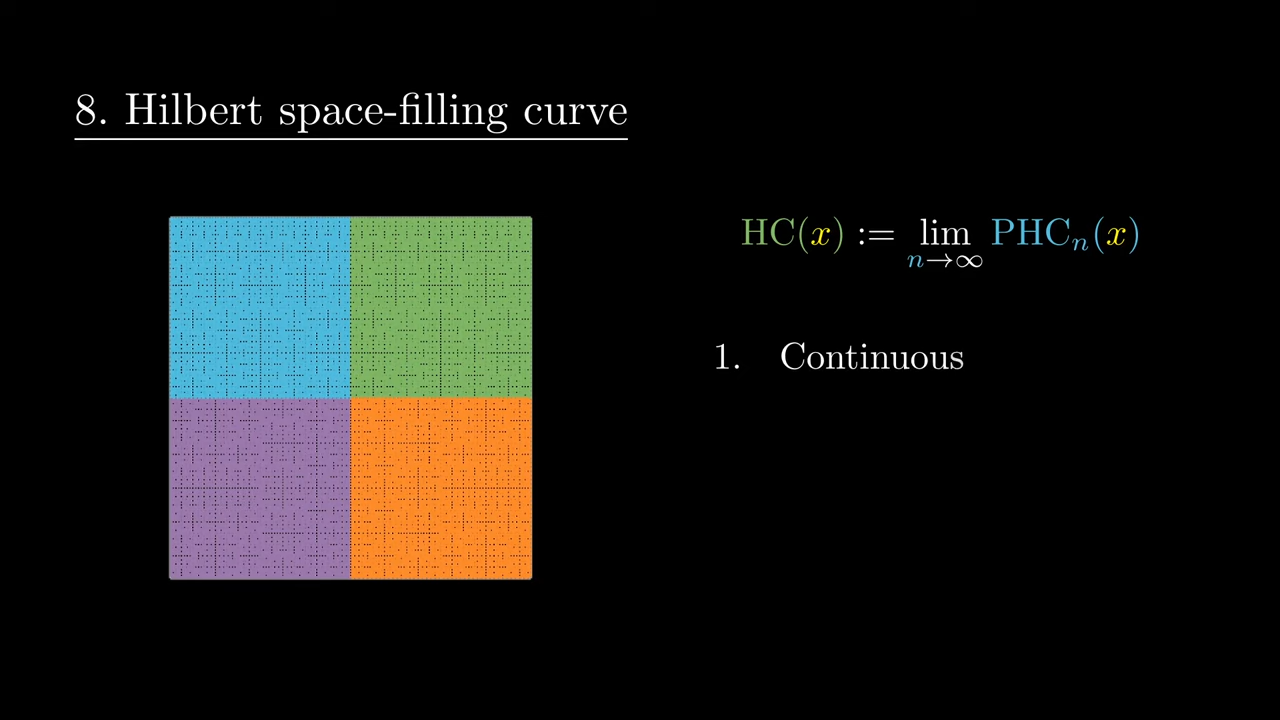 8. Hilbert space-filling curve
HC(x) := lim PHCₙ(x)
n→∞
1. Continuous